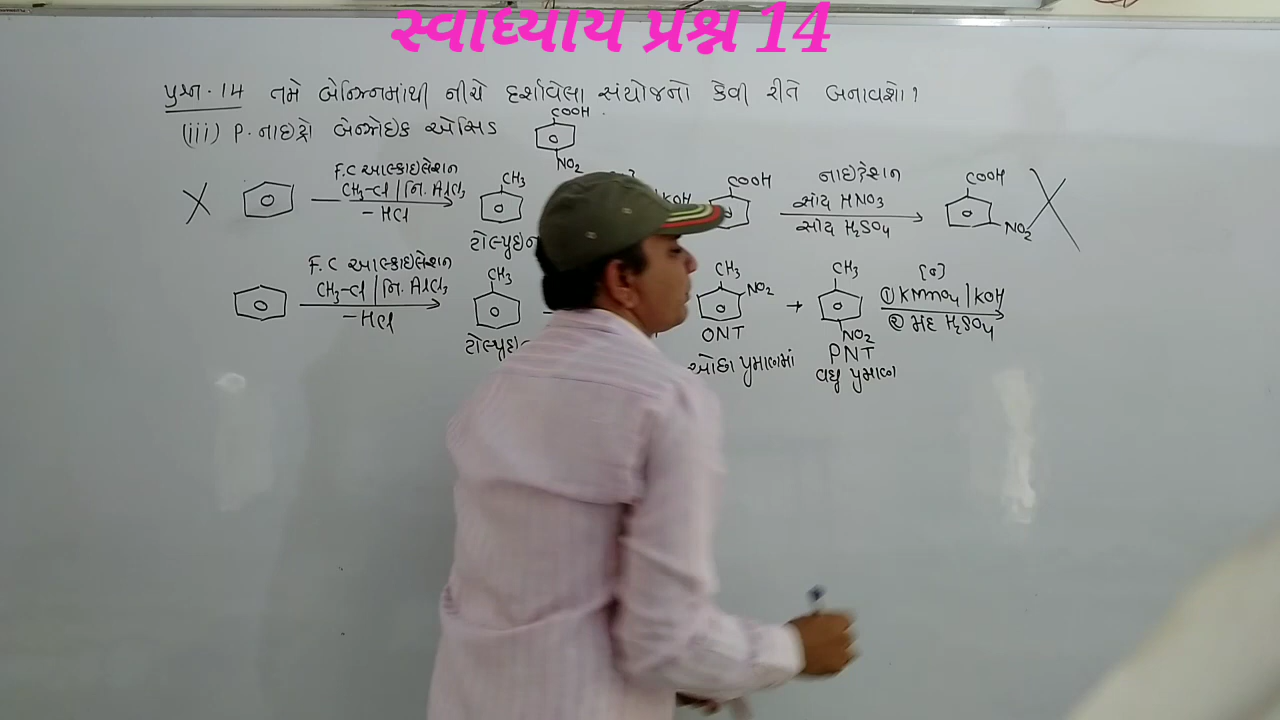 સ્વાધ્યાય પ્રશ્ન 14
પ્રશ્ન.14 તમે બેન્ઝિનમાંથી નીચે દર્શાવેલા સંયોજનો કેવી રીતે બનાવશો?
(iii) P-નાઇટ્રો બેન્ઝોઇક એસિડ
COOH
NO₂
F.C આલ્કાઇલેશન
CH₃-Cl / નિ. AlCl₃
-HCl
CH₃
ટોલ્યુઇન
KOH
COOH
નાઇટ્રેશન
સાંદ્ર HNO₃
સાંદ્ર H₂SO₄
COOH
NO₂
F.C આલ્કાઇલેશન
CH₃-Cl | નિ. AlCl₃
-HCl
CH₃
ટોલ્યુઇ
CH₃
NO₂
ONT
ઓછા પ્રમાણમાં
+
CH₃
NO₂
PNT
વધુ પ્રમાણ
[O]
① KMnO₄ / KOH
② મંદ H₂SO₄